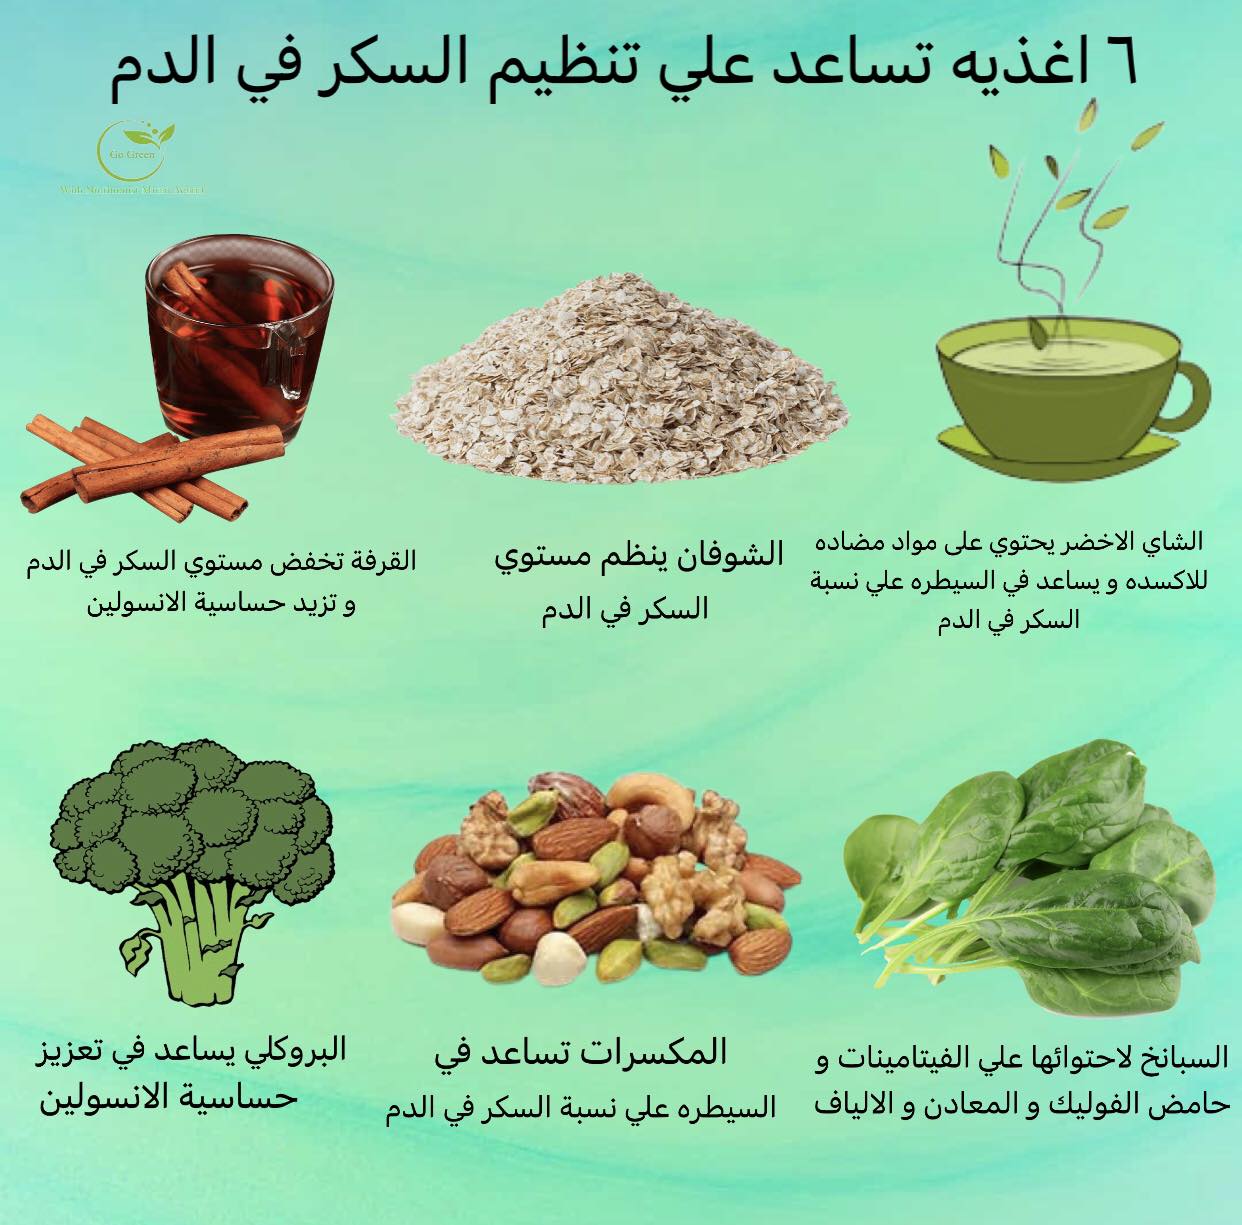 ٦ اغذيه تساعد علي تنظيم السكر في الدم
Go Green
الشاي الاخضر يحتوي على مواد مضاده
للاكسده و يساعد في السيطره علي نسبة
السكر في الدم
الشوفان ينظم مستوي
السكر في الدم
القرفة تخفض مستوي السكر في الدم
و تزيد حساسية الانسولين
السبانخ لاحتوائها علي الفيتامينات و
حامض الفوليك و المعادن و الالياف
المكسرات تساعد في
السيطره علي نسبة السكر في الدم
البروكلي يساعد في تعزيز
حساسية الانسولين